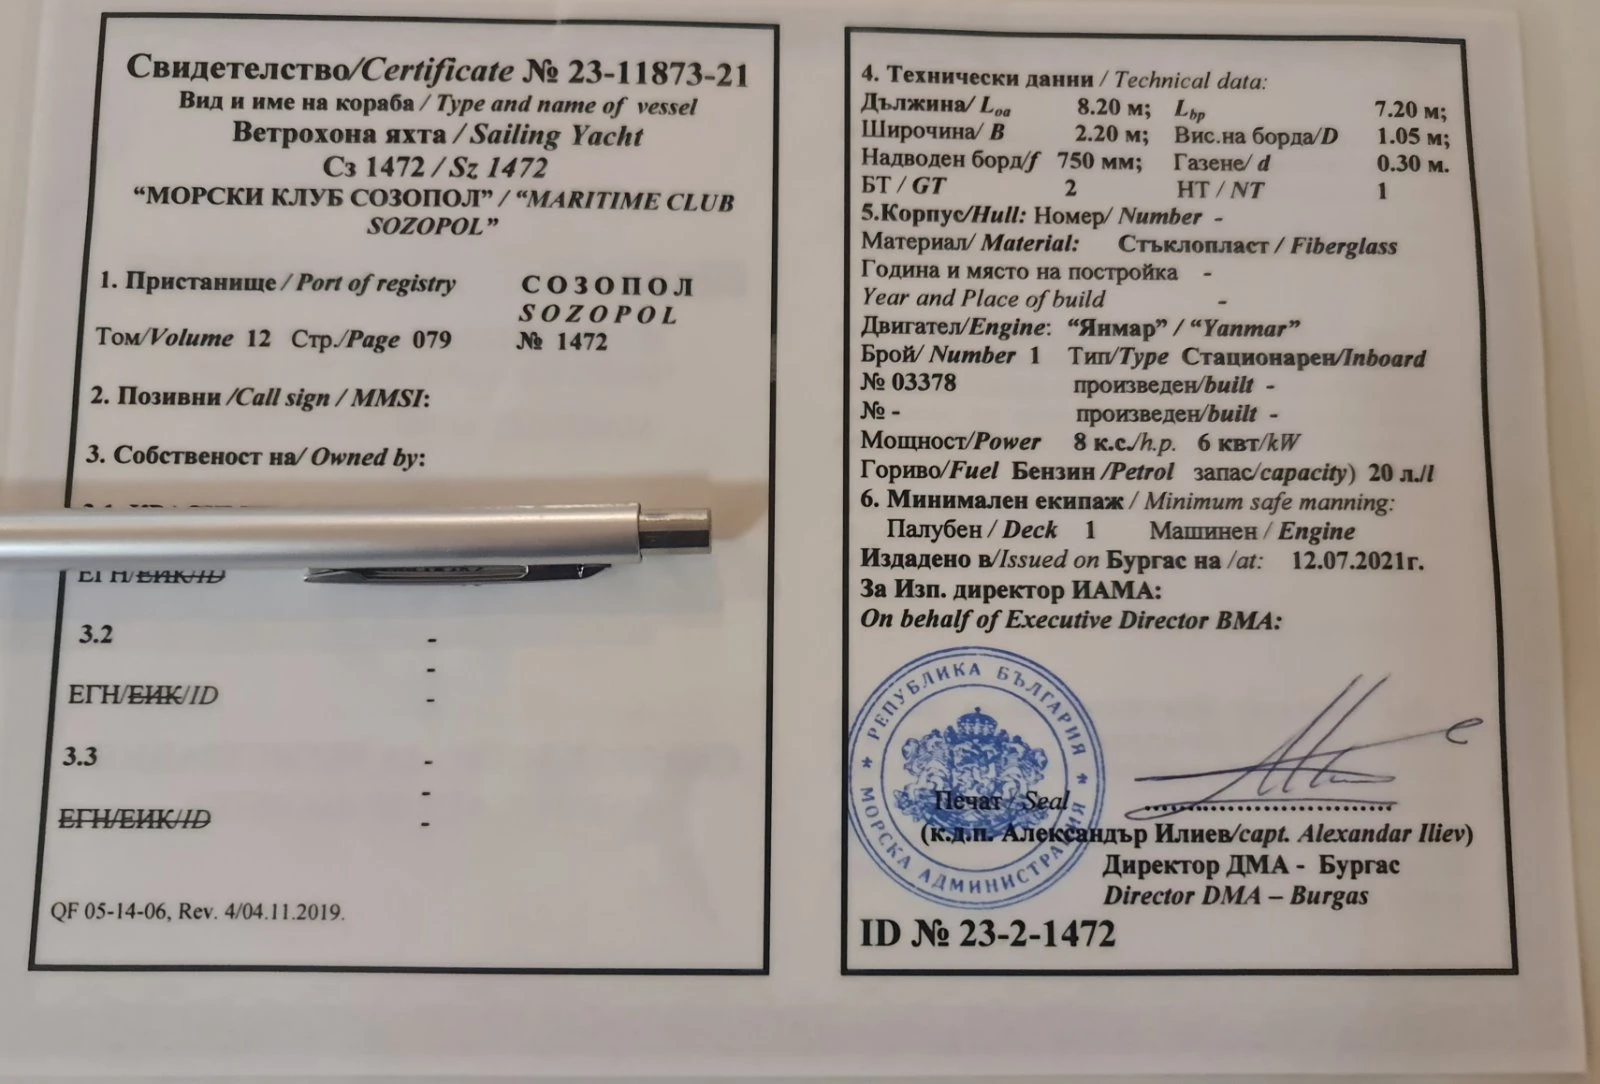 Свидетелство/Certificate № 23-11873-21
Вид и име на кораба / Type and name of vessel
Ветрохона яхта / Sailing Yacht
Сз 1472 / Sz 1472
“МОРСКИ КЛУБ СОЗОПОЛ” / “MARITIME CLUB
SOZOPOL”
1. Пристанище / Port of registry СОЗОПОЛ
SOZOPOL
Том/Volume 12 Стр./Page 079 № 1472
2. Позивни /Call sign / MMSI:
3. Собственост на/ Owned by:
ЕГН/ЕИК/ID
3.2 -
-
ЕГН/ЕИК/ID -
3.3 -
-
ЕГН/ЕИК/ID -
QF 05-14-06, Rev. 4/04.11.2019.
4. Технически данни / Technical data:
Дължина/ Loa 8.20 м; Lbp 7.20 м;
Широчина/ B 2.20 м; Вис.на борда/D 1.05 м;
Надводен борд/f 750 мм; Газене/ d 0.30 м.
БТ / GT 2 НТ / NT 1
5.Корпус/Hull: Номер/ Number -
Материал/ Material: Стъклопласт / Fiberglass
Година и място на постройка -
Year and Place of build -
Двигател/Engine: “Янмар” / “Yanmar”
Брой/ Number 1 Тип/Type Стационарен/Inboard
№ 03378 произведен/built -
№ - произведен/built -
Мощност/Power 8 к.с./h.p. 6 квт/kW
Гориво/Fuel Бензин /Petrol запас/capacity) 20 л./l
6. Минимален екипаж / Minimum safe manning:
Палубен / Deck 1 Машинен / Engine
Издадено в/Issued on Бургас на /at: 12.07.2021г.
За Изп. директор ИАМА:
On behalf of Executive Director BMA:
РЕПУБЛИКА БЪЛГАРИЯ
МОРСКА АДМИНИСТРАЦИЯ
Печат / Seal
(к.д.п. Александър Илиев/capt. Alexandar Iliev)
Директор ДМА - Бургас
Director DMA – Burgas
ID № 23-2-1472